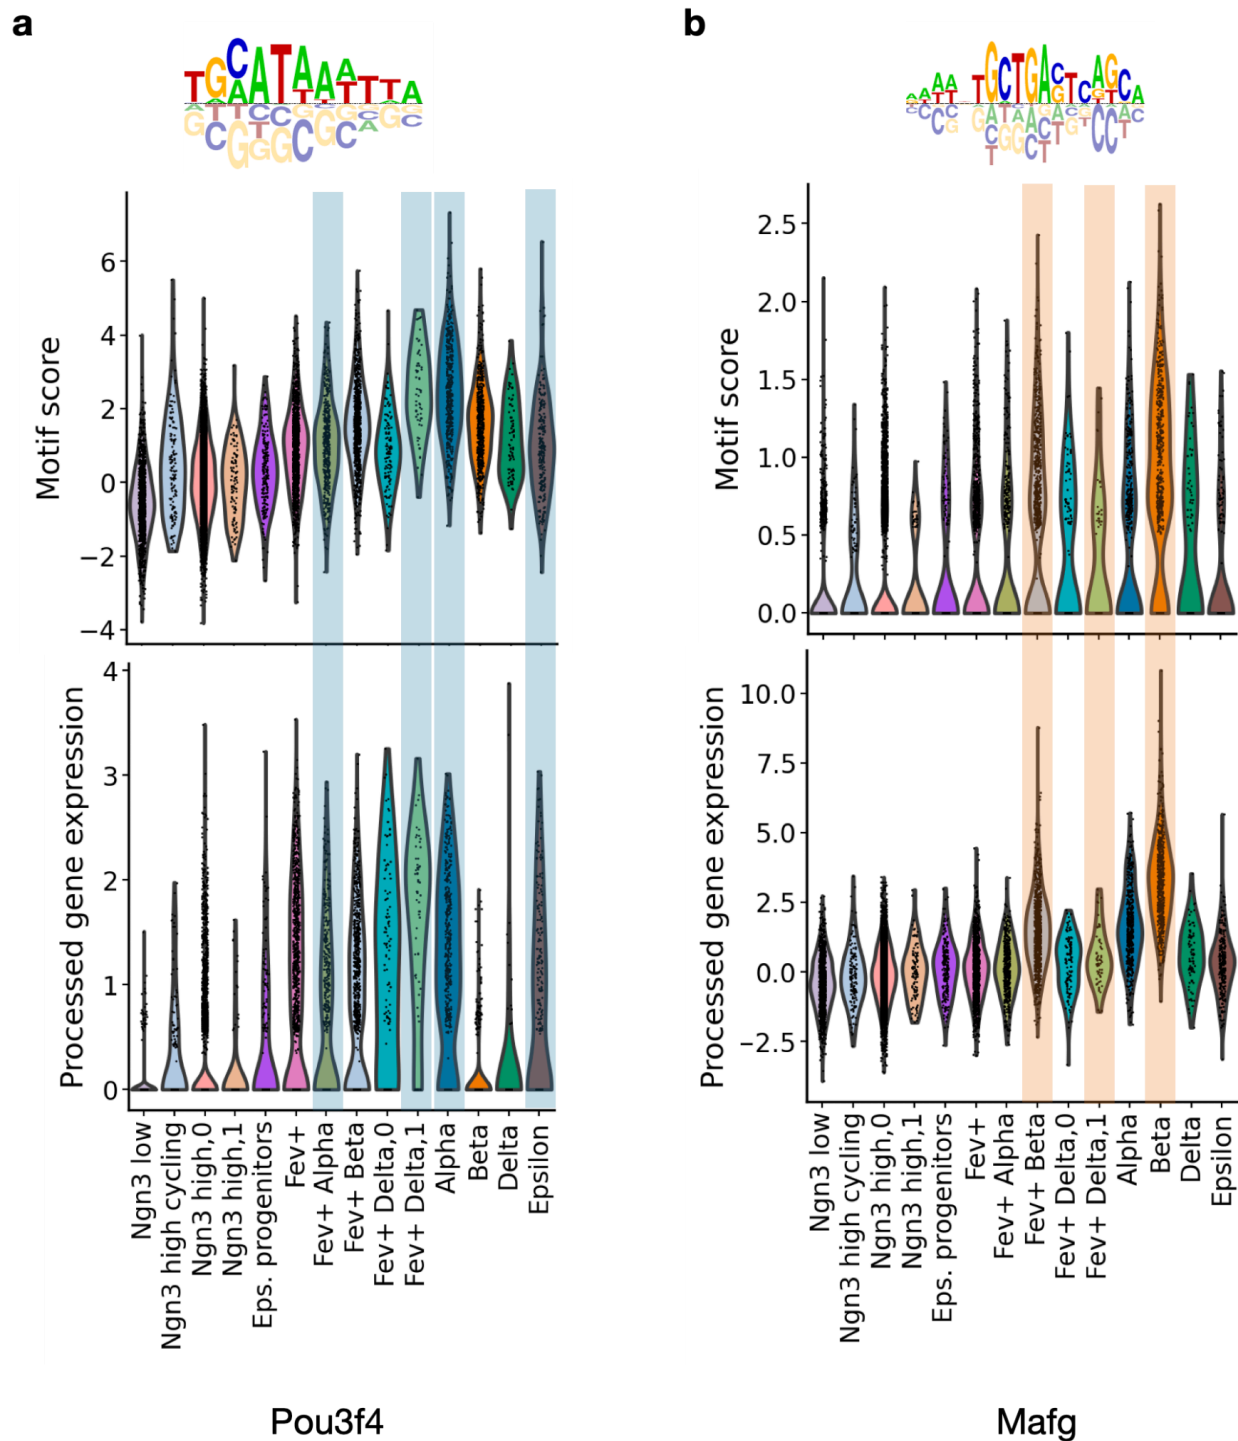 a
Motif score
6
4
2
0
−2
−4
Processed gene expression
4
3
2
1
0
Ngn3 low
Ngn3 high cycling
Ngn3 high,0
Ngn3 high,1
Eps. progenitors
Fev+
Fev+ Alpha
Fev+ Beta
Fev+ Delta,0
Fev+ Delta,1
Alpha
Beta
Delta
Epsilon
Pou3f4
b
Motif score
2.5
2.0
1.5
1.0
0.5
0.0
Processed gene expression
10.0
7.5
5.0
2.5
0.0
−2.5
Ngn3 low
Ngn3 high cycling
Ngn3 high,0
Ngn3 high,1
Eps. progenitors
Fev+
Fev+ Alpha
Fev+ Beta
Fev+ Delta,0
Fev+ Delta,1
Alpha
Beta
Delta
Epsilon
Mafg